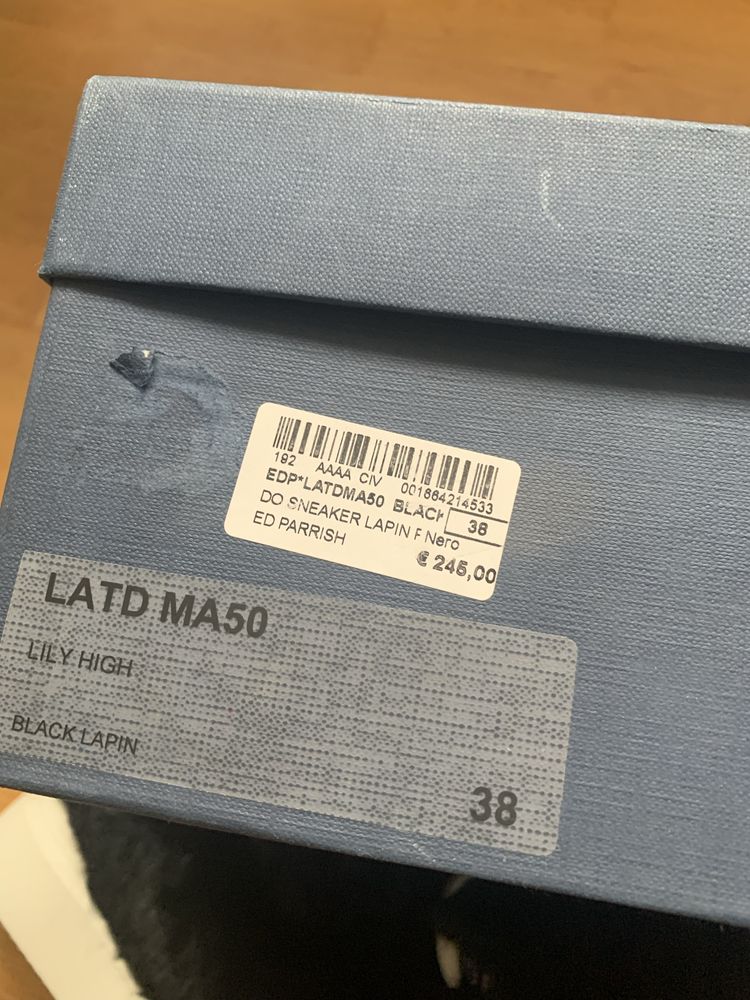 192 AAAA CIV 001664214533
EDP*LATDMA50 BLACK
38
DO SNEAKER LAPIN F Nero
ED PARRISH
€ 245,00
LATD MA50
LILY HIGH
BLACK LAPIN
38